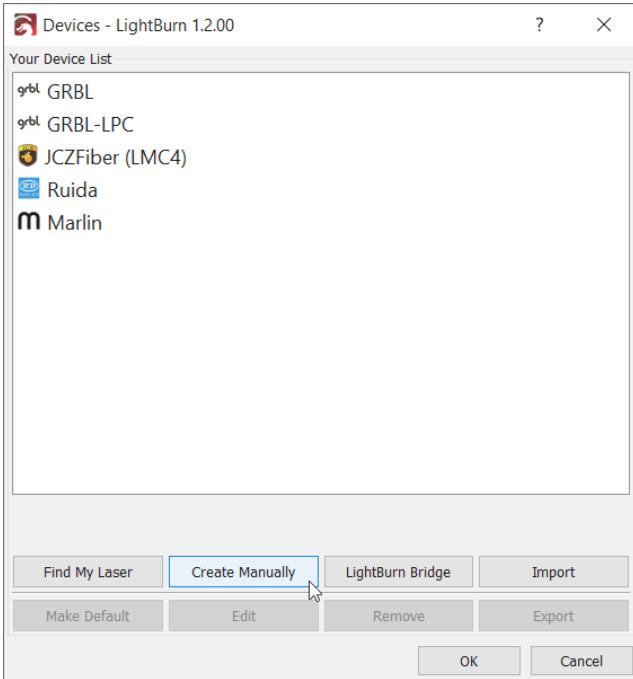 Devices - LightBurn 1.2.00 ?
Your Device List
grbl GRBL
grbl GRBL-LPC
JCZFiber (LMC4)
RD Ruida
m Marlin
Find My Laser Create Manually LightBurn Bridge Import
Make Default Edit Remove Export
OK Cancel